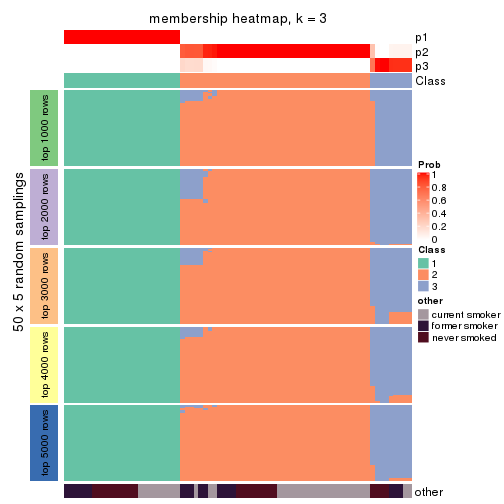 membership heatmap, k = 3
p1
p2
p3
Class
50 x 5 random samplings
top 1000 rows
top 2000 rows
top 3000 rows
top 4000 rows
top 5000 rows
Prob
1
0.8
0.6
0.4
0.2
0
Class
1
2
3
other
current smoker
former smoker
never smoked
other